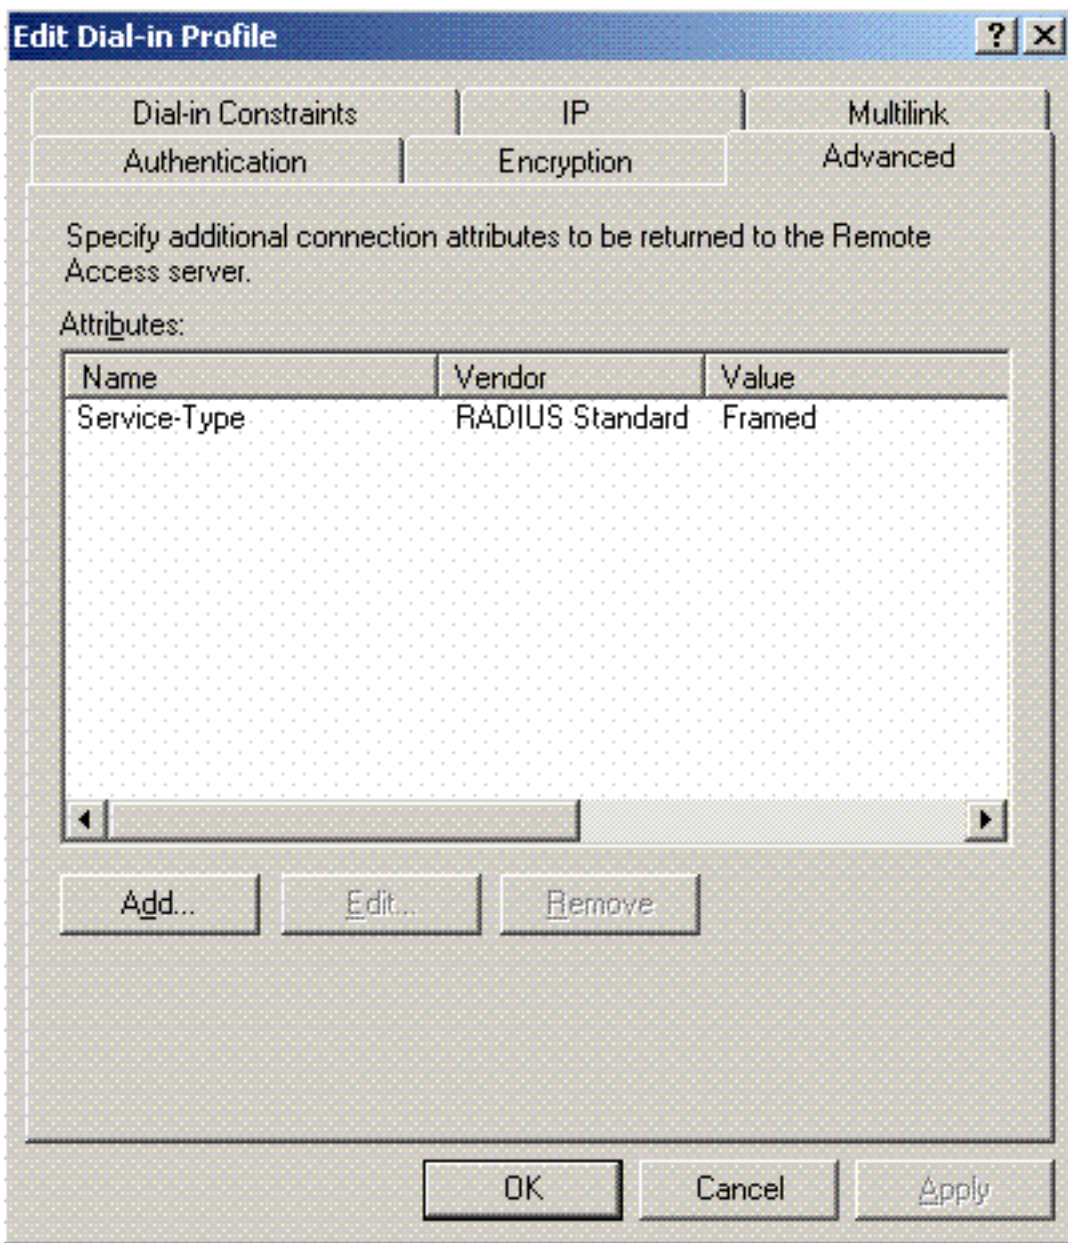 Edit Dial-in Profile
Dial-in Constraints IP Multilink
Authentication Encryption Advanced
Specify additional connection attributes to be returned to the Remote
Access server.
Attributes:
Name Vendor Value
Service-Type RADIUS Standard Framed
Add... Edit... Remove
OK Cancel Apply